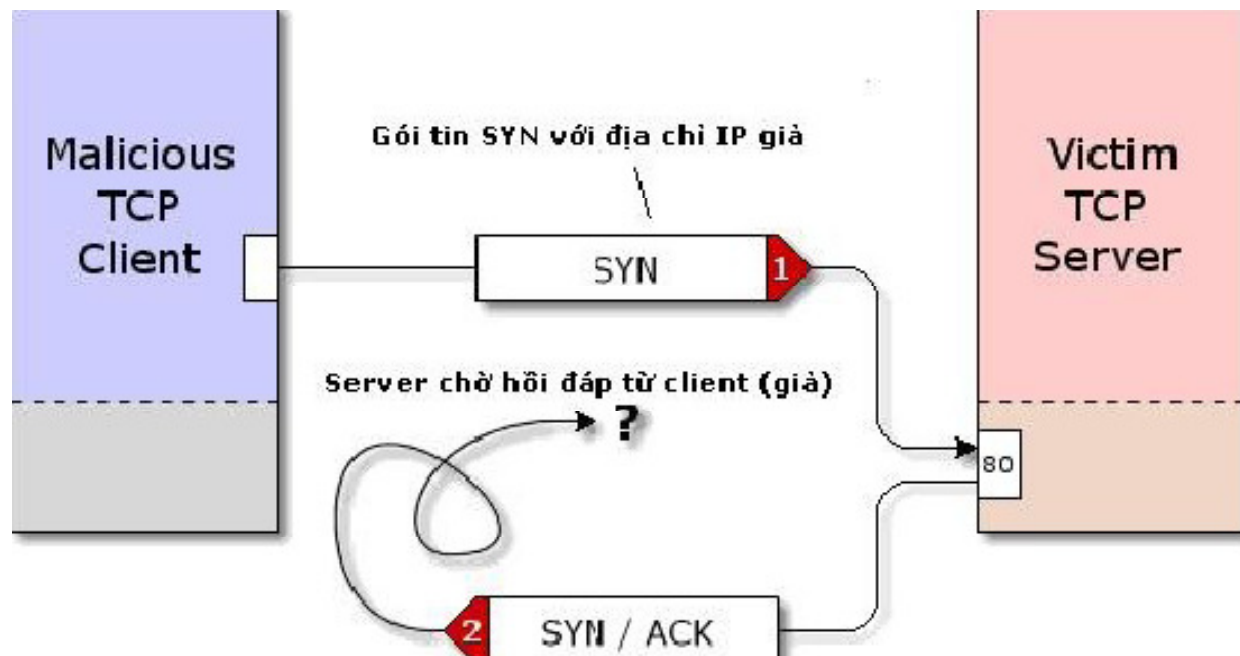 Malicious
TCP
Client
Gói tin SYN với địa chỉ IP giả
SYN
1
Victim
TCP
Server
Server chờ hồi đáp từ client (giả)
?
80
2
SYN / ACK